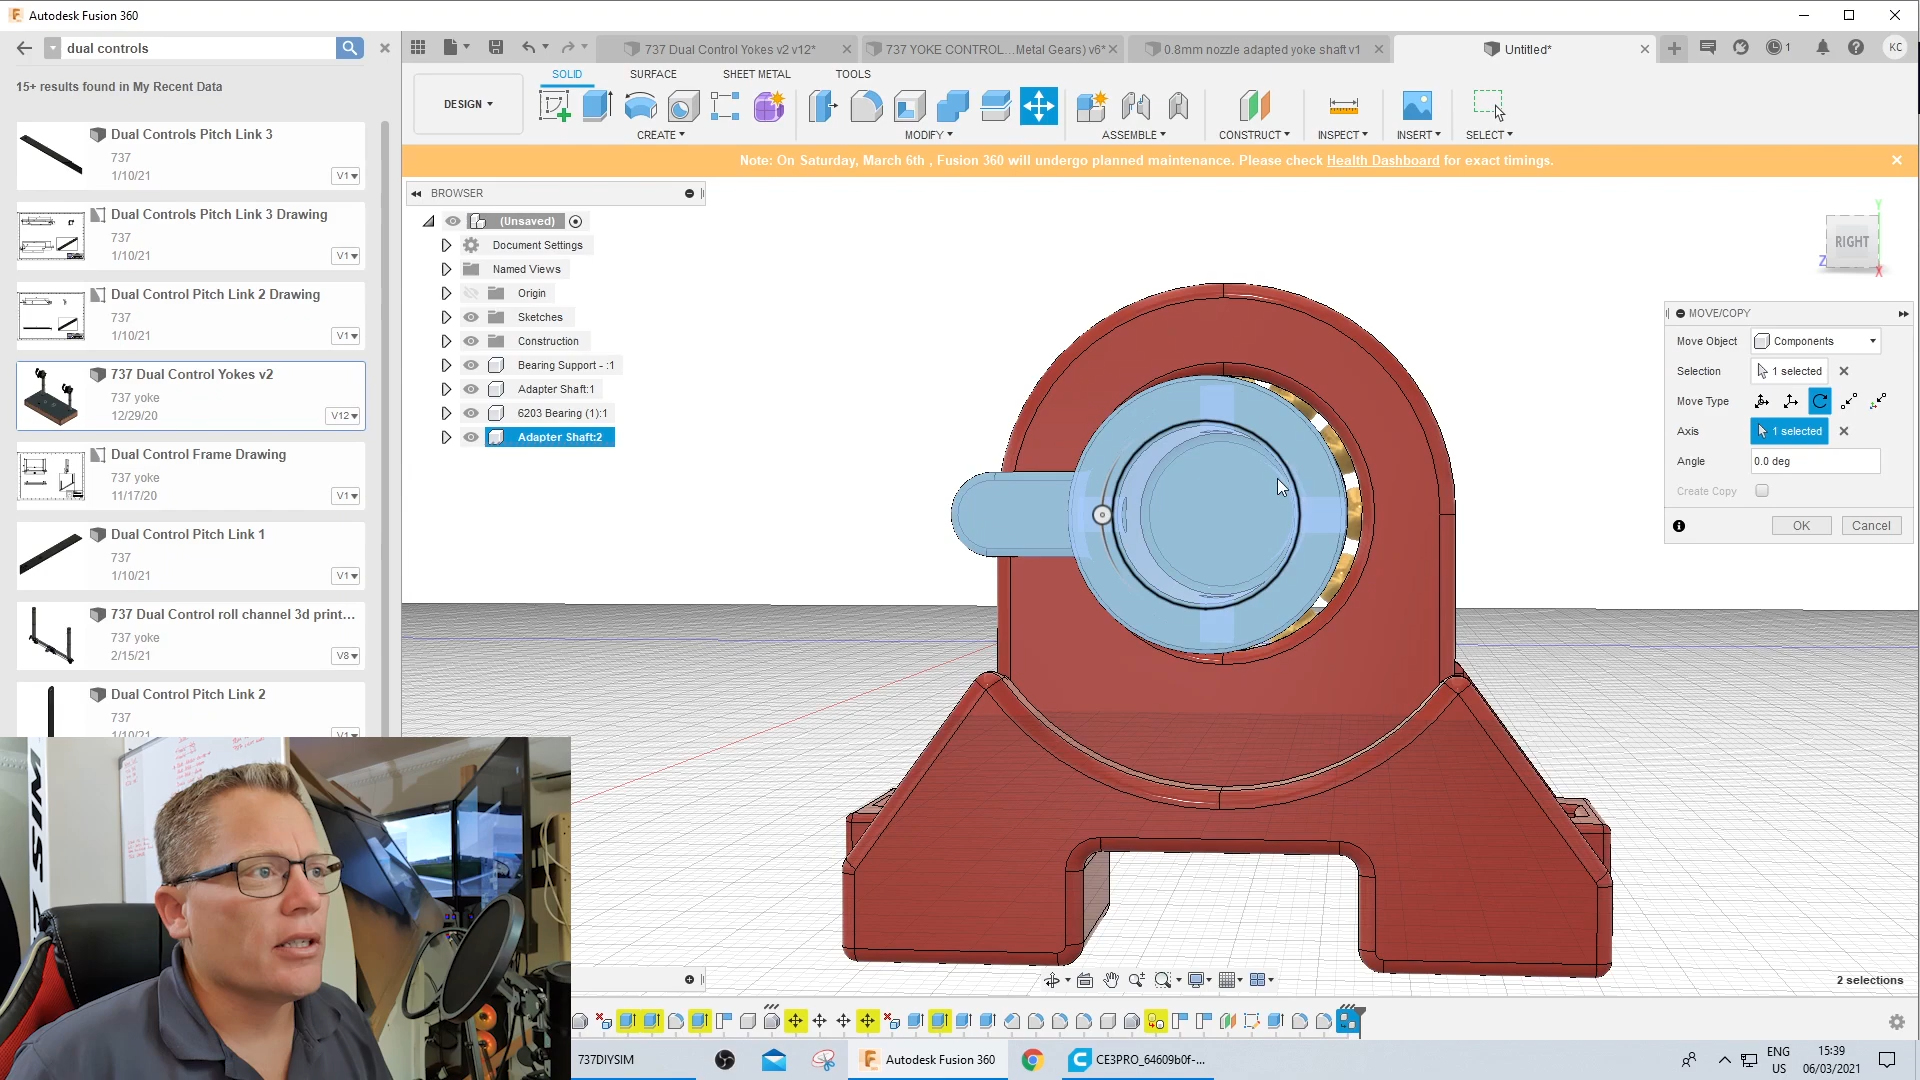 Autodesk Fusion 360
dual controls
15+ results found in My Recent Data
Dual Controls Pitch Link 3
737
1/10/21
V1
Dual Controls Pitch Link 3 Drawing
737
1/10/21
V1
Dual Control Pitch Link 2 Drawing
737
1/10/21
V1
737 Dual Control Yokes v2
737 yoke
12/29/20
V12
Dual Control Frame Drawing
737 yoke
11/17/20
V1
Dual Control Pitch Link 1
737
1/10/21
V1
737 Dual Control roll channel 3d print...
737 yoke
2/15/21
V8
Dual Control Pitch Link 2
737
1/10/21
V1
737 Dual Control Yokes v2 v12*
737 YOKE CONTROL...Metal Gears) v6*
0.8mm nozzle adapted yoke shaft v1
Untitled*
1
KC
SOLID
SURFACE
SHEET METAL
TOOLS
DESIGN
CREATE
MODIFY
ASSEMBLE
CONSTRUCT
INSPECT
INSERT
SELECT
Note: On Saturday, March 6th , Fusion 360 will undergo planned maintenance. Please check Health Dashboard for exact timings.
BROWSER
(Unsaved)
Document Settings
Named Views
Origin
Sketches
Construction
Bearing Support - :1
Adapter Shaft:1
6203 Bearing (1):1
Adapter Shaft:2
Y
RIGHT
Z
X
MOVE/COPY
Move Object
Components
Selection
1 selected
Move Type
Axis
1 selected
Angle
0.0 deg
Create Copy
OK
Cancel
2 selections
737DIYSIM
Autodesk Fusion 360
CE3PRO_64609b0f-...
ENG
US
15:39
06/03/2021